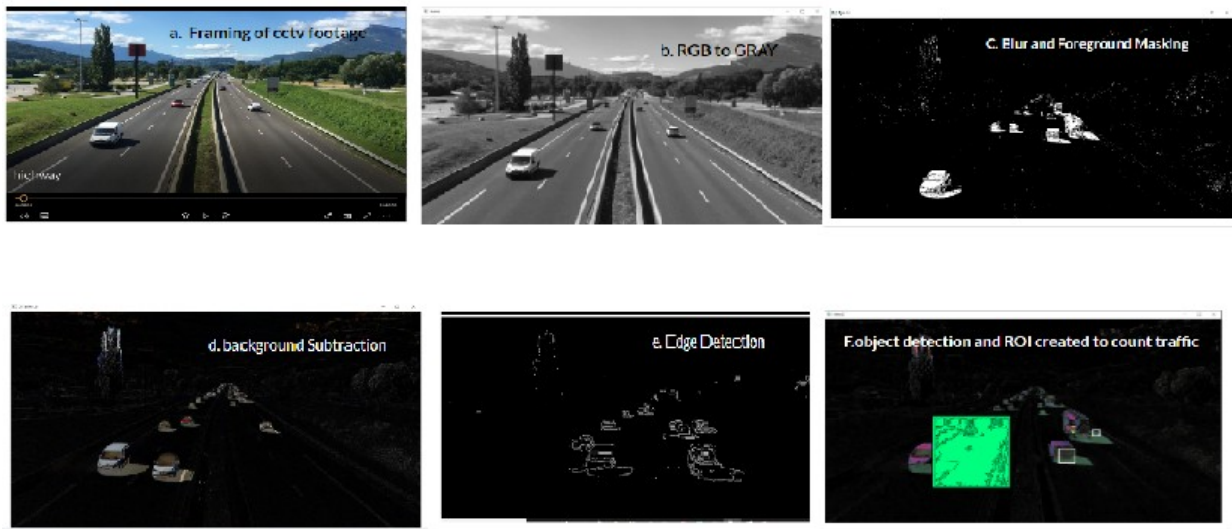 a. Framing of cctv footage
b. RGB to GRAY
C. Blur and Foreground Masking
highway
d. background Subtraction
e. Edge Detection
F.object detection and ROI created to count traffic